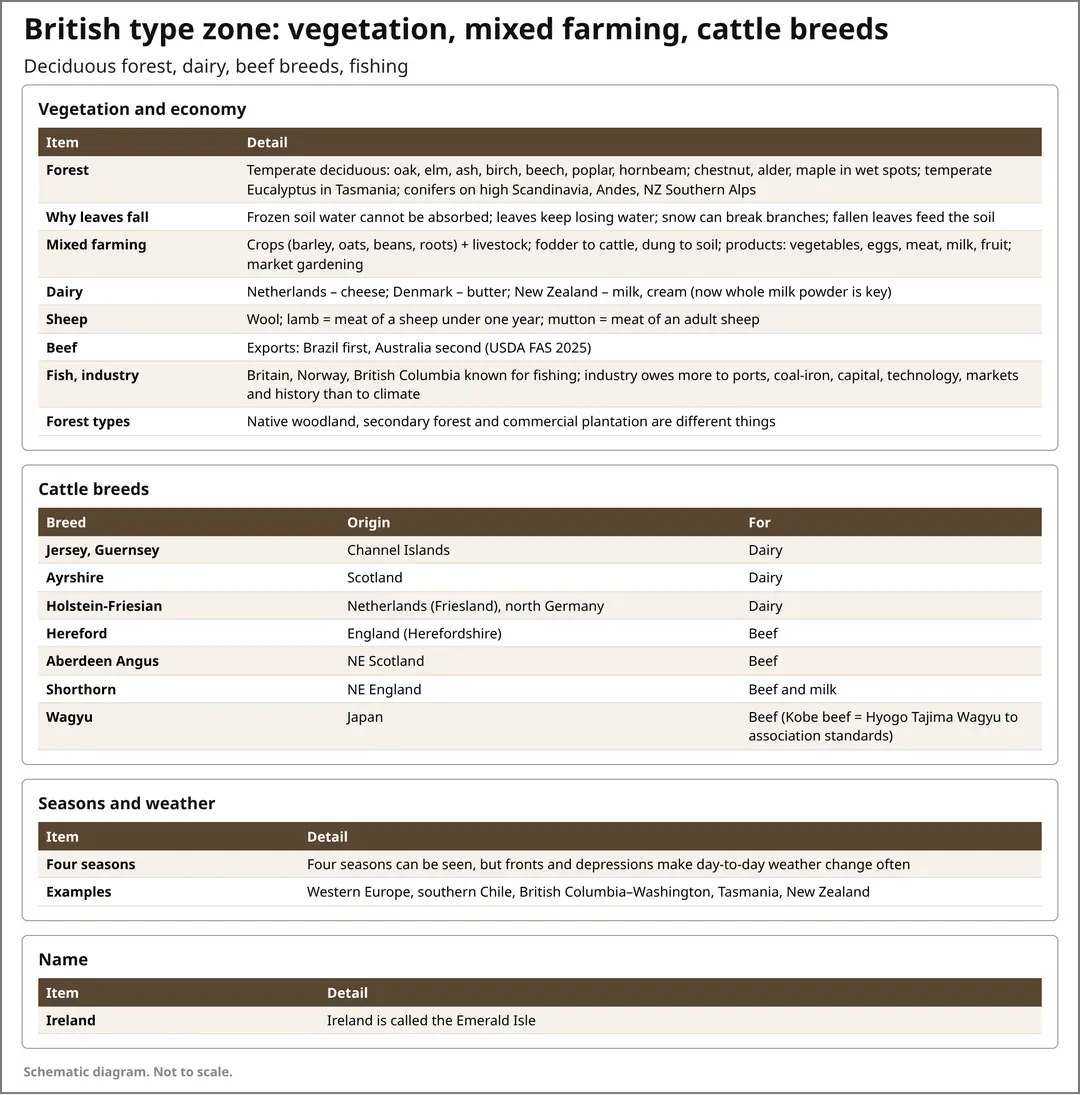 British type zone: vegetation, mixed farming, cattle breeds
Deciduous forest, dairy, beef breeds, fishing
Vegetation and economy
Item Detail
Forest Temperate deciduous: oak, elm, ash, birch, beech, poplar, hornbeam; chestnut, alder, maple in wet spots; temperate
Eucalyptus in Tasmania; conifers on high Scandinavia, Andes, NZ Southern Alps
Why leaves fall Frozen soil water cannot be absorbed; leaves keep losing water; snow can break branches; fallen leaves feed the soil
Mixed farming Crops (barley, oats, beans, roots) + livestock; fodder to cattle, dung to soil; products: vegetables, eggs, meat, milk, fruit;
market gardening
Dairy Netherlands – cheese; Denmark – butter; New Zealand – milk, cream (now whole milk powder is key)
Sheep Wool; lamb = meat of a sheep under one year; mutton = meat of an adult sheep
Beef Exports: Brazil first, Australia second (USDA FAS 2025)
Fish, industry Britain, Norway, British Columbia known for fishing; industry owes more to ports, coal-iron, capital, technology, markets
and history than to climate
Forest types Native woodland, secondary forest and commercial plantation are different things
Cattle breeds
Breed Origin For
Jersey, Guernsey Channel Islands Dairy
Ayrshire Scotland Dairy
Holstein-Friesian Netherlands (Friesland), north Germany Dairy
Hereford England (Herefordshire) Beef
Aberdeen Angus NE Scotland Beef
Shorthorn NE England Beef and milk
Wagyu Japan Beef (Kobe beef = Hyogo Tajima Wagyu to
association standards)
Seasons and weather
Item Detail
Four seasons Four seasons can be seen, but fronts and depressions make day-to-day weather change often
Examples Western Europe, southern Chile, British Columbia–Washington, Tasmania, New Zealand
Name
Item Detail
Ireland Ireland is called the Emerald Isle
Schematic diagram. Not to scale.